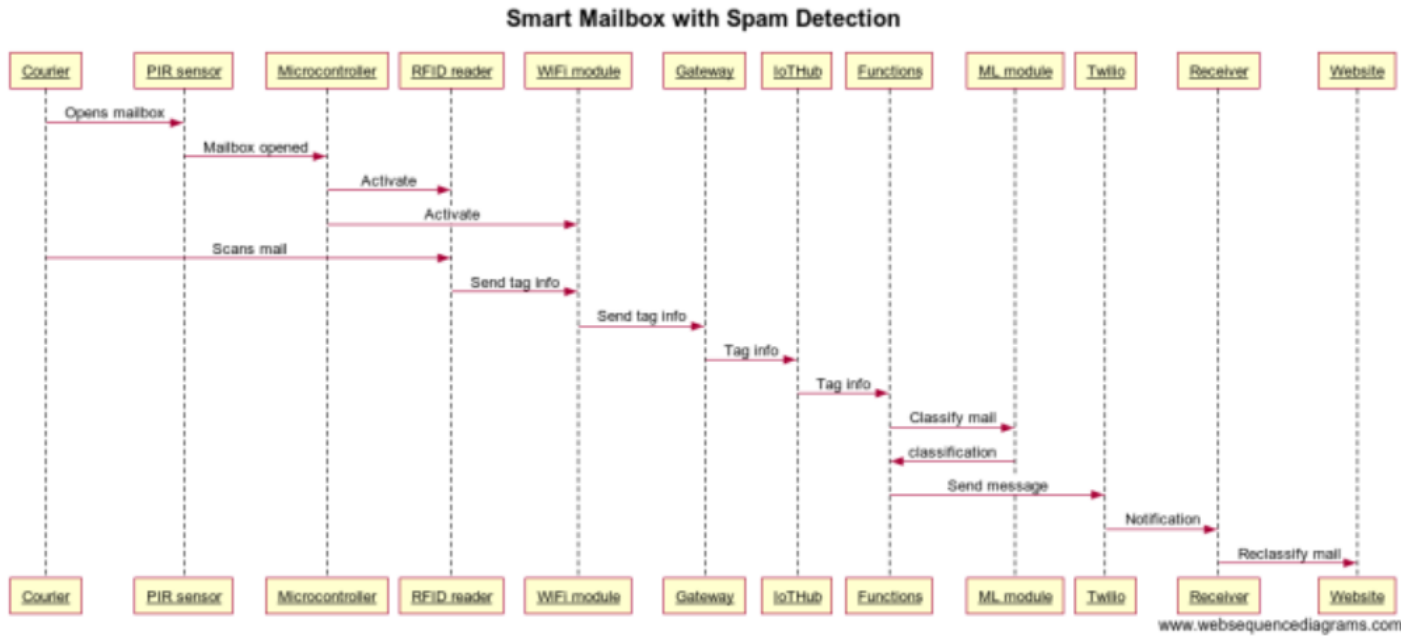 Smart Mailbox with Spam Detection
Courier PIR sensor Microcontroller RFID reader WiFi module Gateway IoTHub Functions ML module Twilio Receiver Website
Opens mailbox
Mailbox opened
Activate
Activate
Scans mail
Send tag info
Send tag info
Tag info
Tag info
Classify mail
classification
Send message
Notification
Reclassify mail
Courier PIR sensor Microcontroller RFID reader WiFi module Gateway IoTHub Functions ML module Twilio Receiver Website
www.websequencediagrams.com